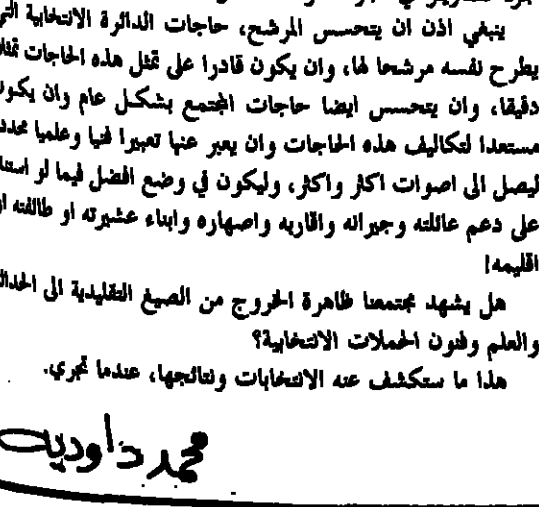 ينبغي اذن ان يتحسس المرشح، حاجات الدائرة الانتخابية التي
يطرح نفسه مرشحا لها، وان يكون قادرا على تمثل هذه الحاجات تمثلا
دقيقا، وان يتحسس ايضا حاجات المجتمع بشكل عام وان يكون
مستعدا لتكاليف هذه الحاجات وان يعبر عنها تعبيرا فنيا وعلميا محددا
ليصل الى اصوات اكثر واكثر، وليكون في وضع افضل فيما لو استند
على دعم عائلته وجيرانه واقاربه واصهاره وابناء عشيرته او طائفته او
اقليمه!
هل يشهد مجتمعنا ظاهرة الخروج من الصيغ التقليدية الى الحداثة
والعلم وفنون الحملات الانتخابية؟
هذا ما ستكشف عنه الانتخابات ونتائجها، عندما تجري.
محمد داودية